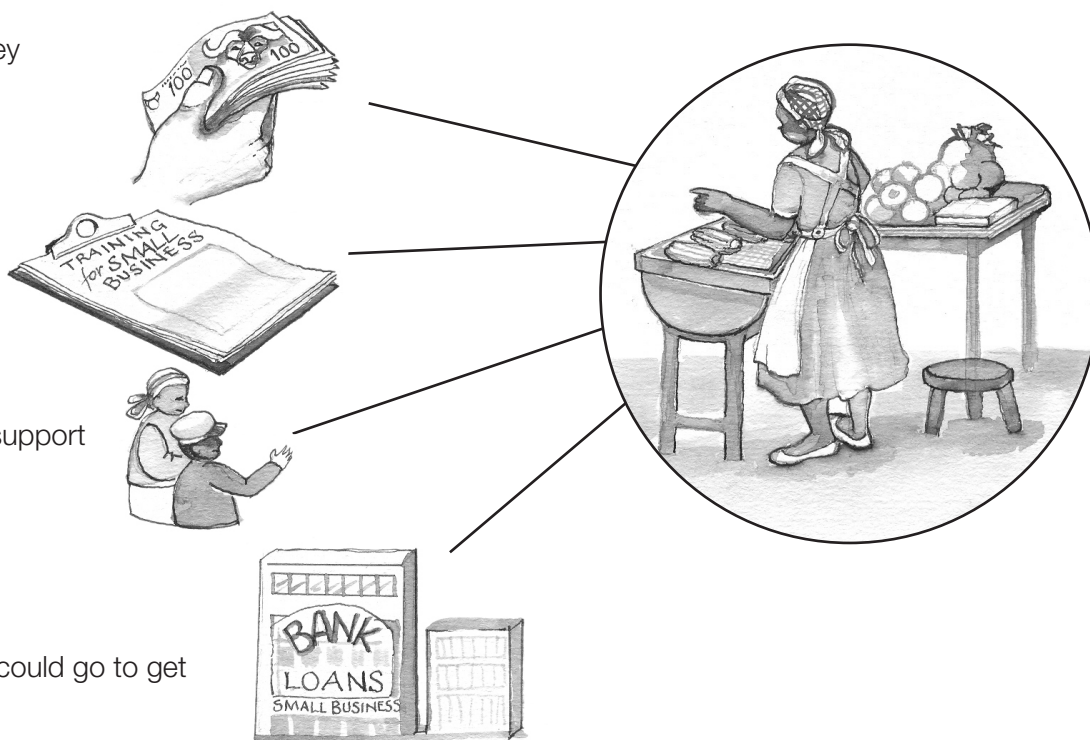 ey
100
100
TRAINING
for SMALL
BUSINESS
support
BANK
LOANS
SMALL BUSINESS
could go to get